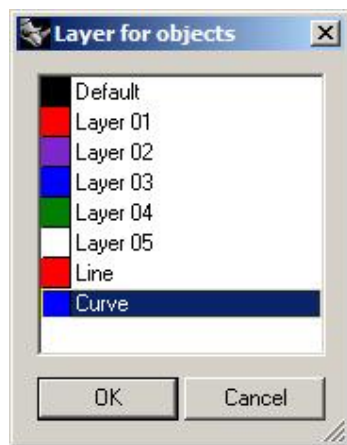 Layer for objects
Default
Layer 01
Layer 02
Layer 03
Layer 04
Layer 05
Line
Curve
OK Cancel